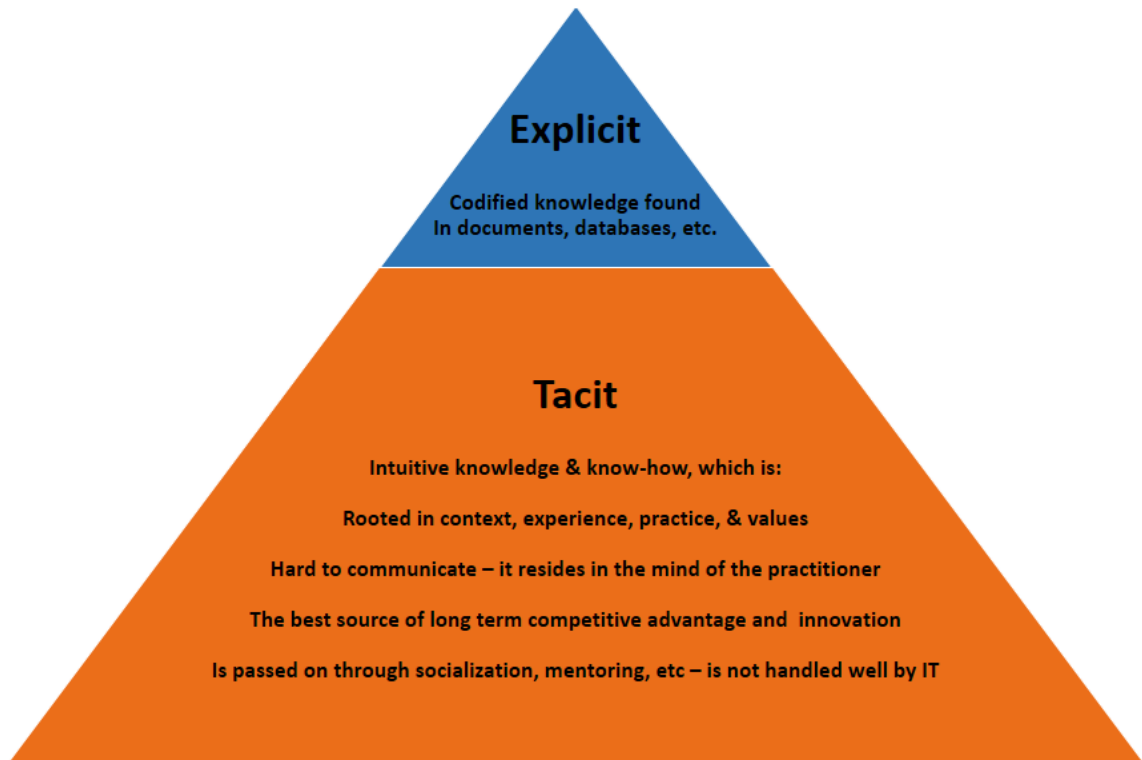 Explicit
Codified knowledge found
In documents, databases, etc.
Tacit
Intuitive knowledge & know-how, which is:
Rooted in context, experience, practice, & values
Hard to communicate – it resides in the mind of the practitioner
The best source of long term competitive advantage and  innovation
Is passed on through socialization, mentoring, etc – is not handled well by IT